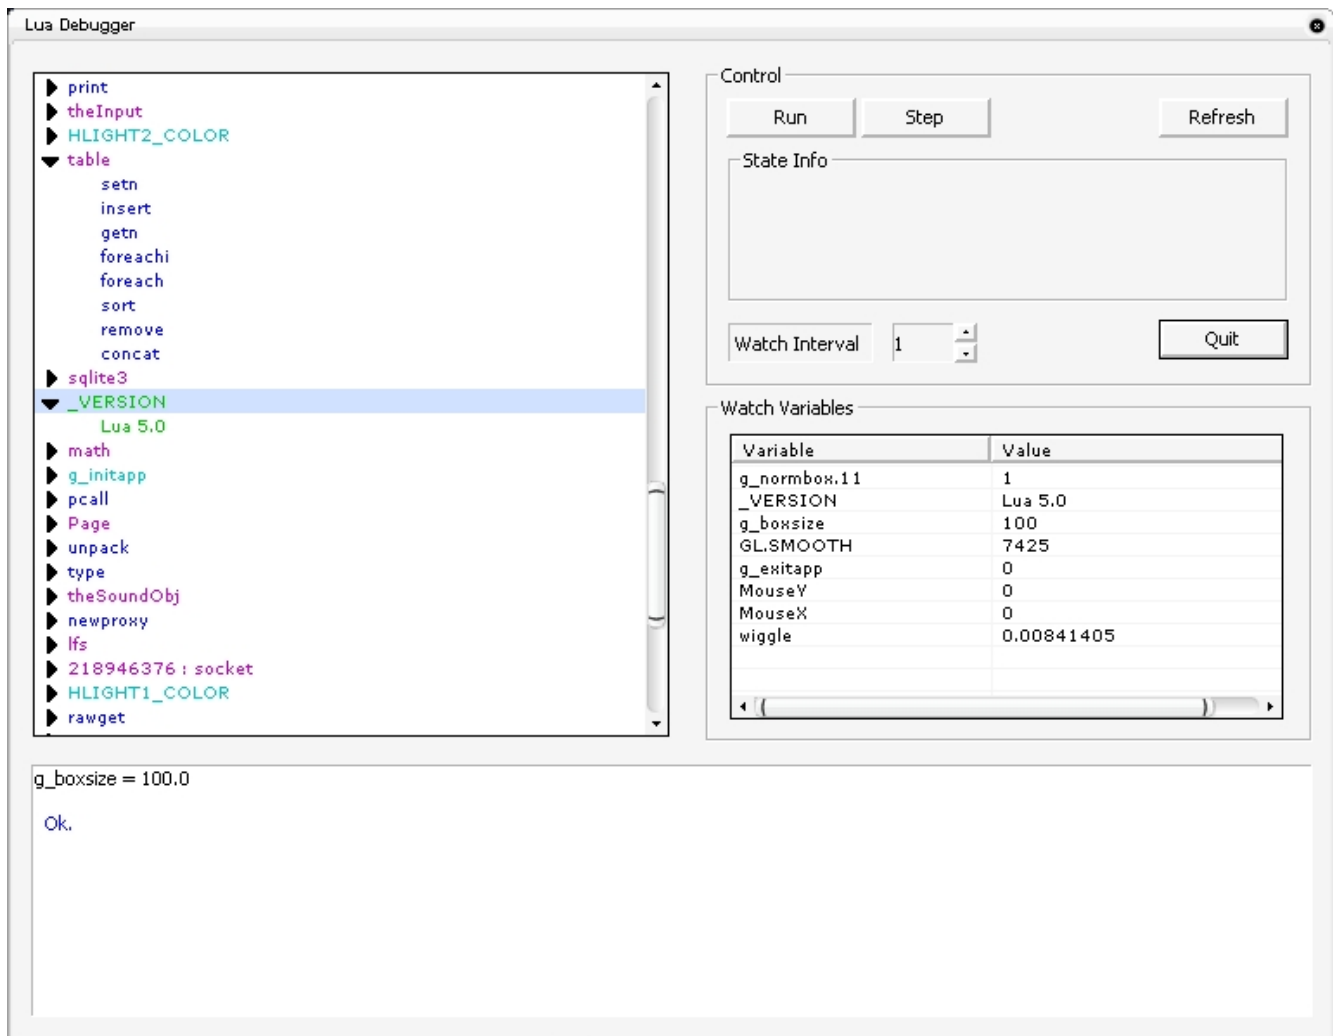 Lua Debugger
print
theInput
HLIGHT2_COLOR
table
setn
insert
getn
foreachi
foreach
sort
remove
concat
sqlite3
_VERSION
Lua 5.0
math
g_initapp
pcall
Page
unpack
type
theSoundObj
newproxy
lfs
218946376 : socket
HLIGHT1_COLOR
rawget
Control
Run Step Refresh
State Info
Watch Interval 1 Quit
Watch Variables
Variable Value
g_normbox.11 1
_VERSION Lua 5.0
g_boxsize 100
GL.SMOOTH 7425
g_exitapp 0
MouseY 0
MouseX 0
wiggle 0.00841405
g_boxsize = 100.0
Ok.